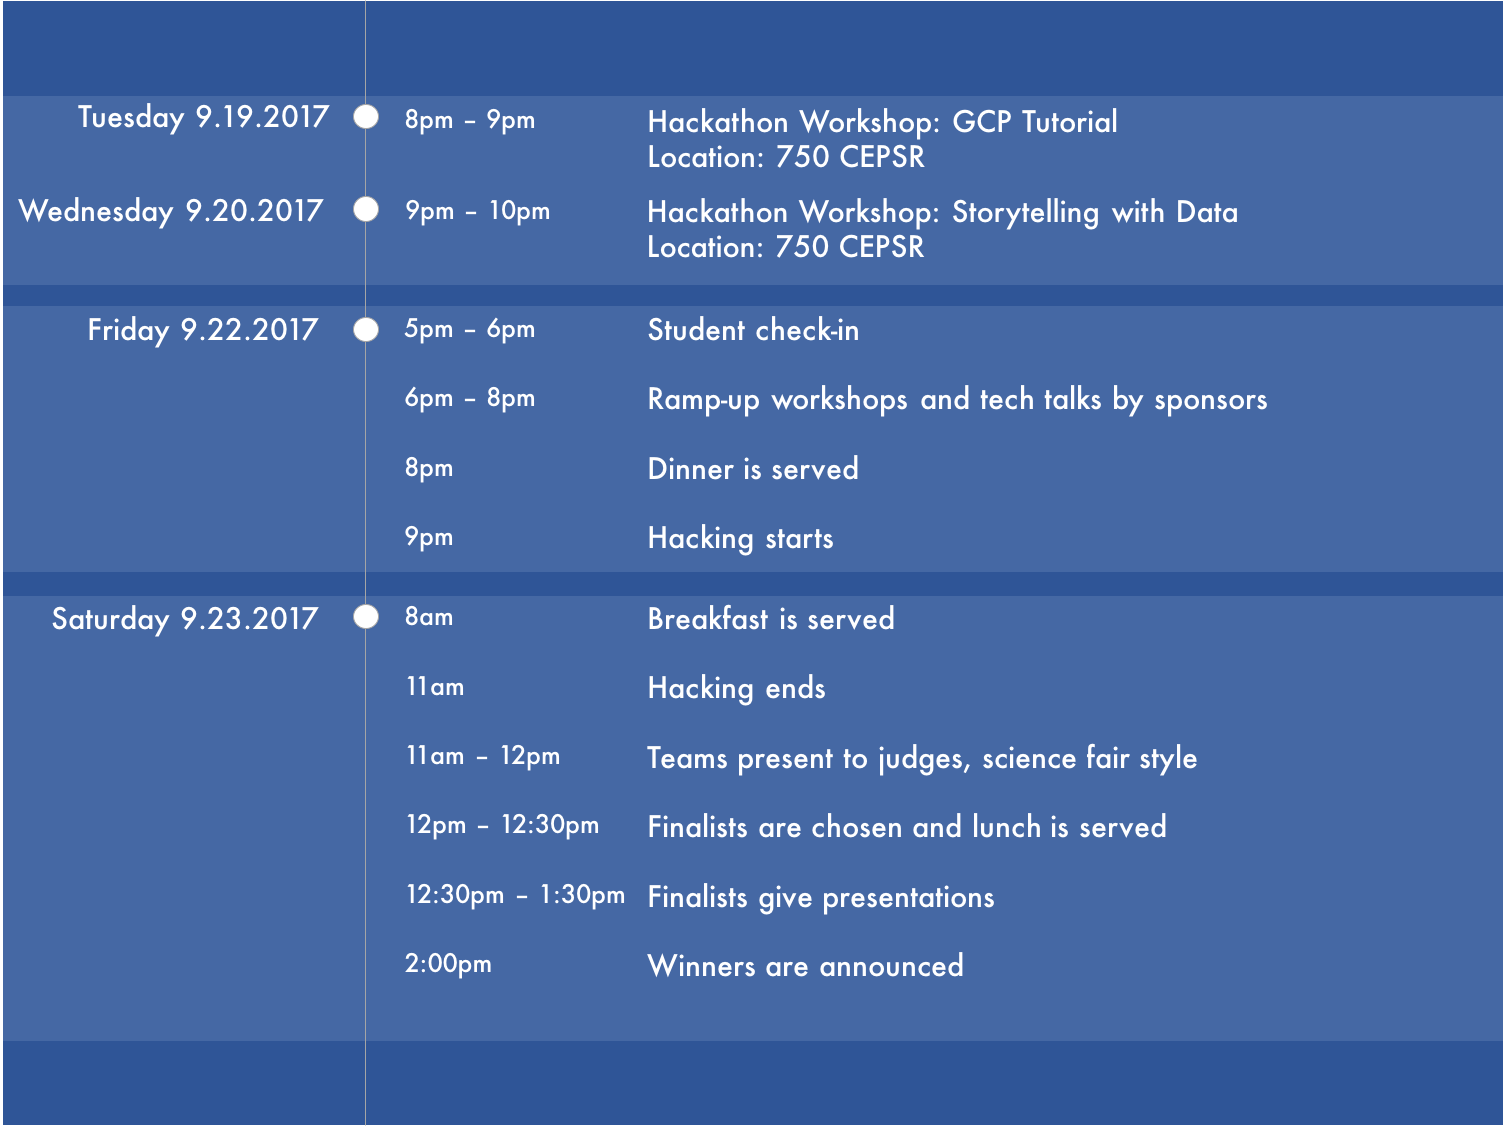 Tuesday 9.19.2017 8pm – 9pm Hackathon Workshop: GCP Tutorial
Location: 750 CEPSR
Wednesday 9.20.2017 9pm – 10pm Hackathon Workshop: Storytelling with Data
Location: 750 CEPSR
Friday 9.22.2017 5pm – 6pm Student check-in
6pm – 8pm Ramp-up workshops and tech talks by sponsors
8pm Dinner is served
9pm Hacking starts
Saturday 9.23.2017 8am Breakfast is served
11am Hacking ends
11am – 12pm Teams present to judges, science fair style
12pm – 12:30pm Finalists are chosen and lunch is served
12:30pm – 1:30pm Finalists give presentations
2:00pm Winners are announced